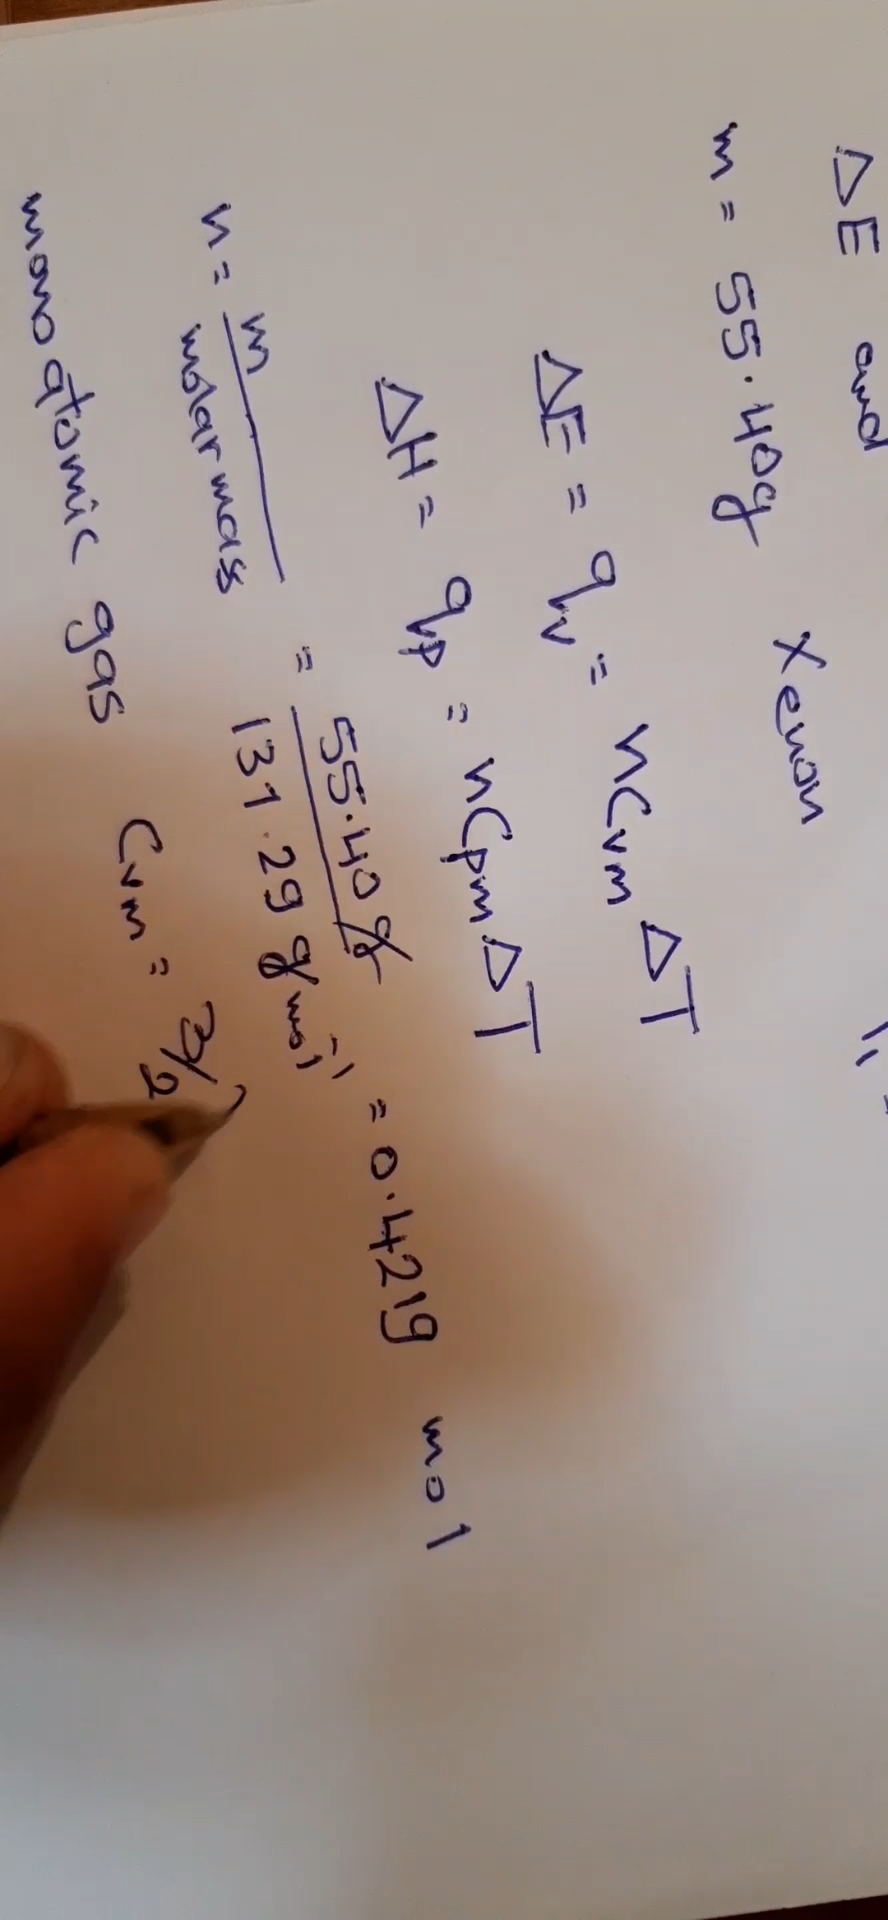 ΔE and
m = 55.40g Xenon
ΔE = qv = nCvm ΔT
ΔH = qp = nCpm ΔT
n = m / molar mass = 55.40 g / 131.29 g mol⁻¹ = 0.4219 mol
monoatomic gas Cvm = 3/2